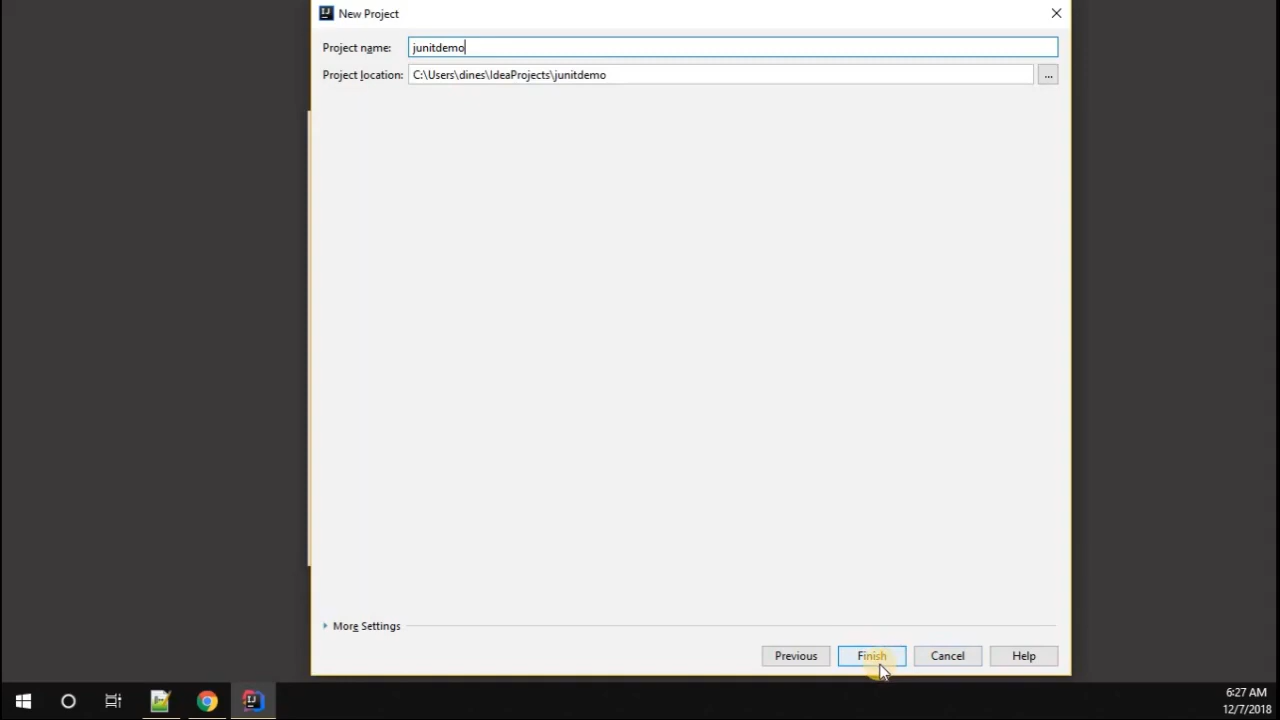 New Project
Project name: junitdemo
Project location: C:\Users\dines\IdeaProjects\junitdemo ...
More Settings
Previous Finish Cancel Help
6:27 AM
12/7/2018